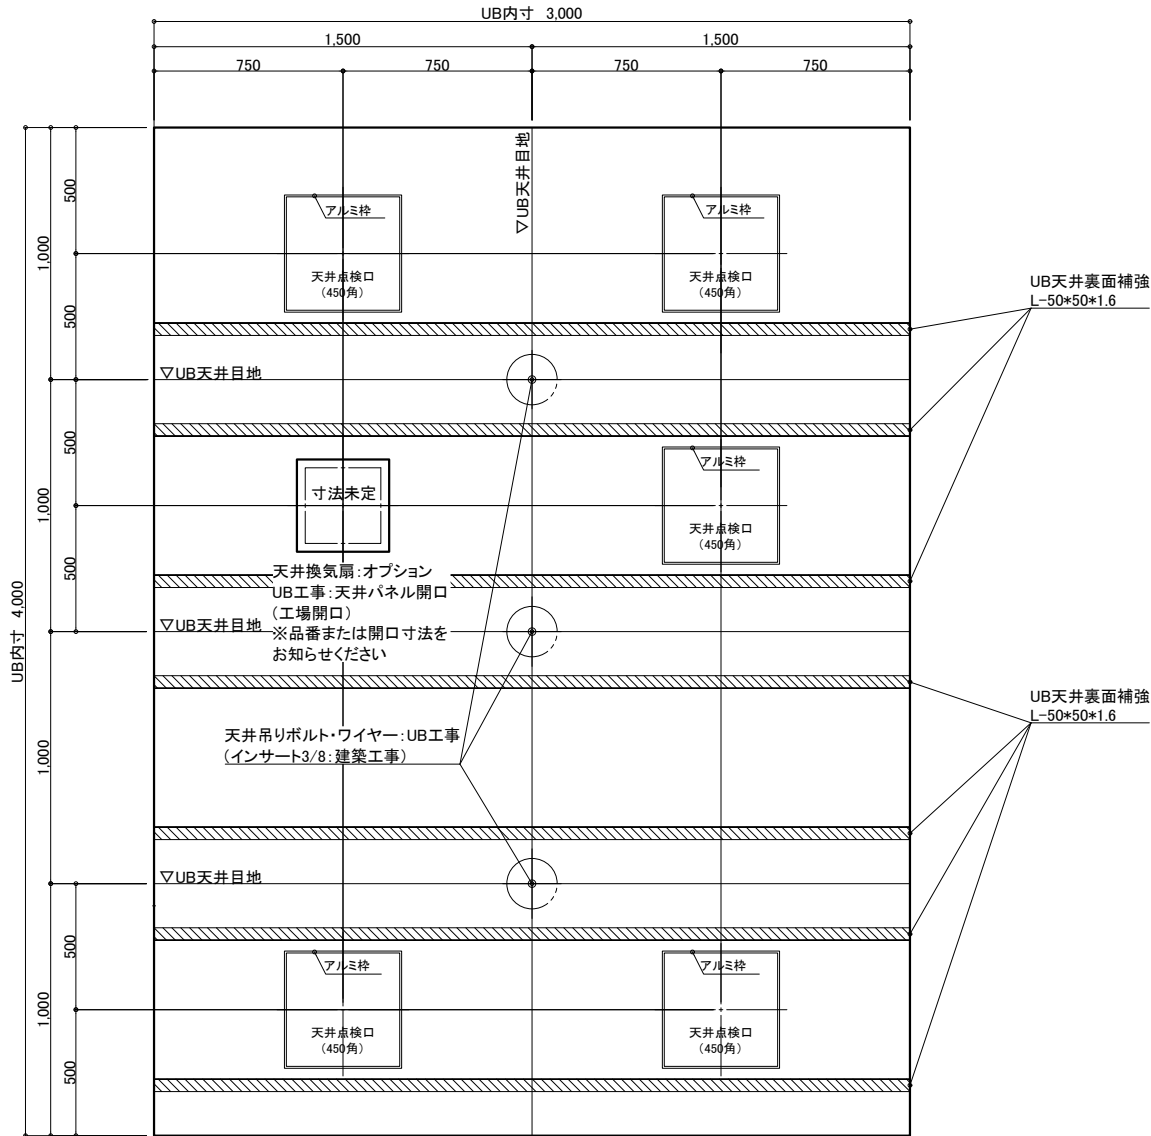 UB内寸 3,000
1,500
1,500
750
750
750
750
▽UB天井目地
UB内寸 4,000
1,000
500
500
1,000
500
500
1,000
1,000
500
500
アルミ枠
天井点検口
(450角)
アルミ枠
天井点検口
(450角)
UB天井裏面補強
L-50*50*1.6
▽UB天井目地
寸法未定
アルミ枠
天井点検口
(450角)
天井換気扇:オプション
UB工事:天井パネル開口
(工場開口)
※品番または開口寸法を
お知らせください
▽UB天井目地
UB天井裏面補強
L-50*50*1.6
天井吊りボルト・ワイヤー:UB工事
(インサート3/8:建築工事)
▽UB天井目地
アルミ枠
天井点検口
(450角)
アルミ枠
天井点検口
(450角)